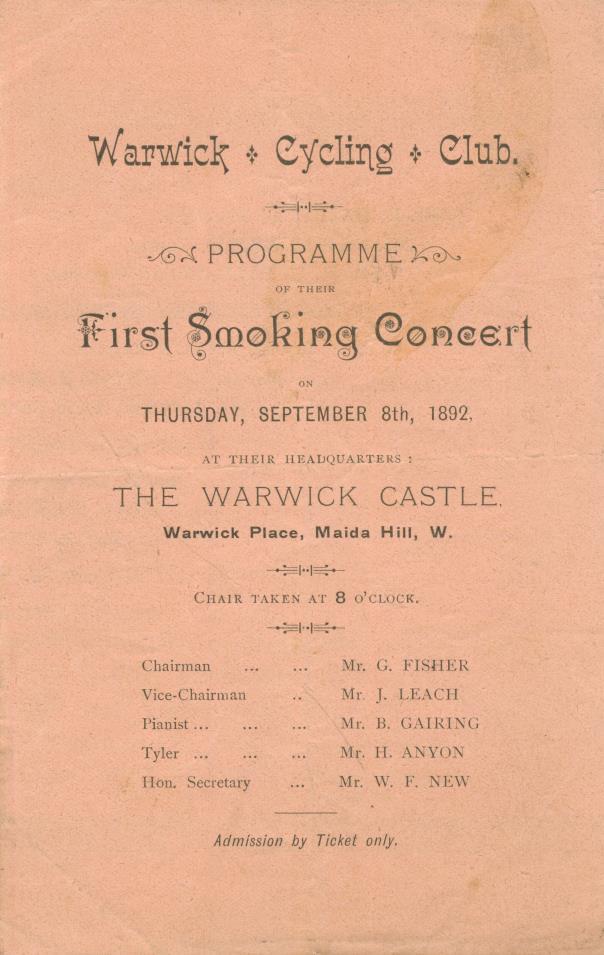 Warwick Cycling Club.
PROGRAMME
OF THEIR
First Smoking Concert
ON
THURSDAY, SEPTEMBER 8th, 1892,
AT THEIR HEADQUARTERS:
THE WARWICK CASTLE,
Warwick Place, Maida Hill, W.
CHAIR TAKEN AT 8 O'CLOCK.
Chairman ... ... Mr. G. FISHER
Vice-Chairman .. Mr. J. LEACH
Pianist ... ... ... Mr. B. GAIRING
Tyler ... ... ... Mr. H. ANYON
Hon. Secretary ... Mr. W. F. NEW
Admission by Ticket only.